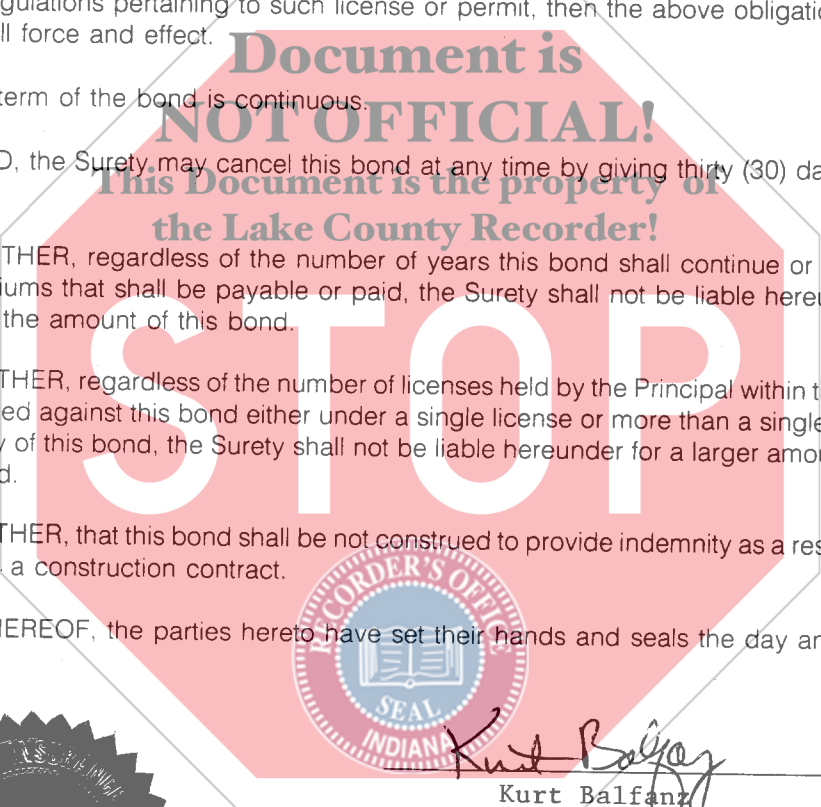 gulations pertaining to such license or permit, then the above obligatio
ll force and effect.
Document is
term of the bond is continuous.
NOT OFFICIAL!
D, the Surety may cancel this bond at any time by giving thirty (30) da
This Document is the property of
the Lake County Recorder!
THER, regardless of the number of years this bond shall continue or
iums that shall be payable or paid, the Surety shall not be liable hereu
the amount of this bond.
STOP
THER, regardless of the number of licenses held by the Principal within t
ed against this bond either under a single license or more than a single
y of this bond, the Surety shall not be liable hereunder for a larger amo
d.
THER, that this bond shall be not construed to provide indemnity as a res
a construction contract.
RECORDER'S OFFICE
HEREOF, the parties hereto have set their hands and seals the day an
SEAL
INDIANA
Kurt Balfanz
Kurt Balfanz